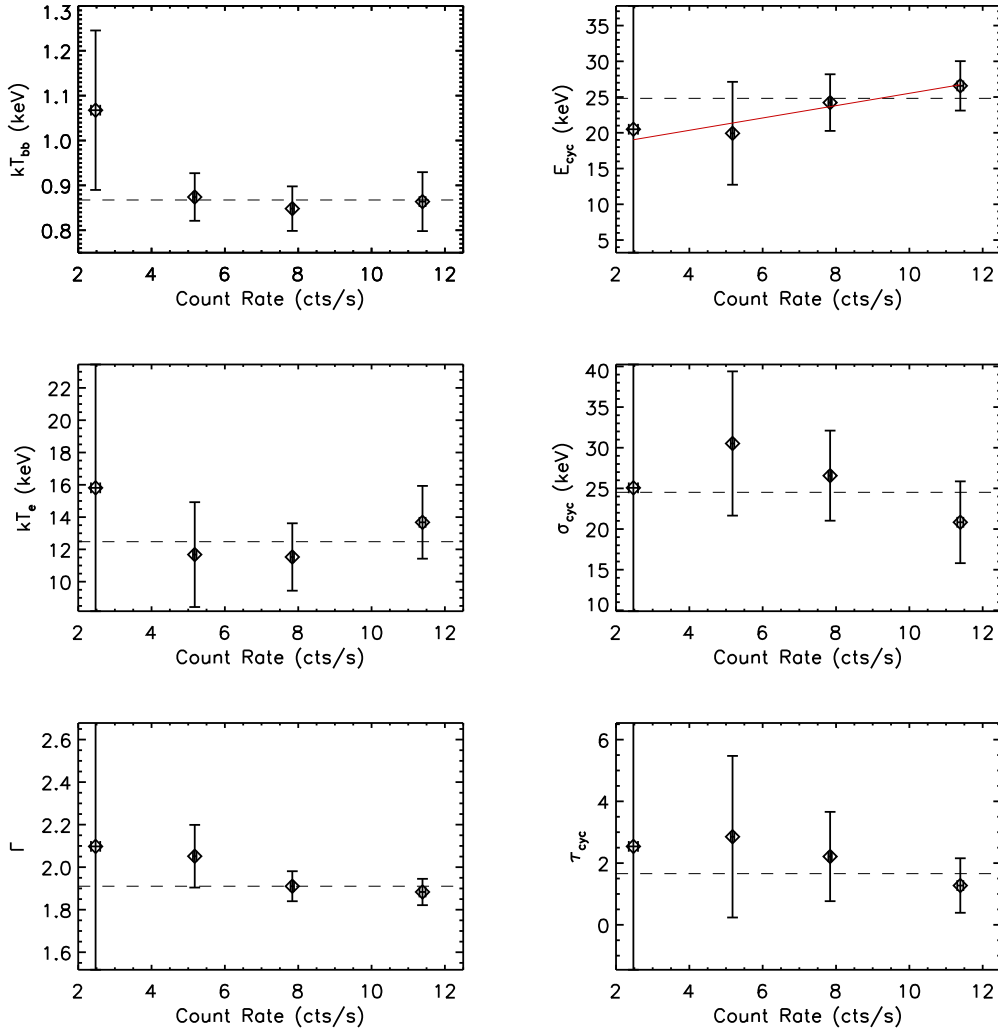 1.3
1.2
1.1
1.0
0.9
0.8
kT_bb (keV)
2 4 6 8 10 12
Count Rate (cts/s)
35
30
25
20
15
10
5
E_cyc (keV)
2 4 6 8 10 12
Count Rate (cts/s)
22
20
18
16
14
12
10
kT_e (keV)
2 4 6 8 10 12
Count Rate (cts/s)
40
35
30
25
20
15
10
σ_cyc (keV)
2 4 6 8 10 12
Count Rate (cts/s)
2.6
2.4
2.2
2.0
1.8
1.6
Γ
2 4 6 8 10 12
Count Rate (cts/s)
6
4
2
0
τ_cyc
2 4 6 8 10 12
Count Rate (cts/s)